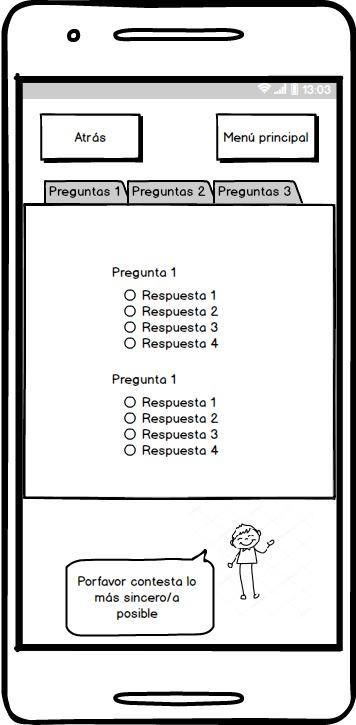 13:03
Atrás
Menú principal
Preguntas 1
Preguntas 2
Preguntas 3
Pregunta 1
Respuesta 1
Respuesta 2
Respuesta 3
Respuesta 4
Pregunta 1
Respuesta 1
Respuesta 2
Respuesta 3
Respuesta 4
Porfavor contesta lo
más sincero/a
posible